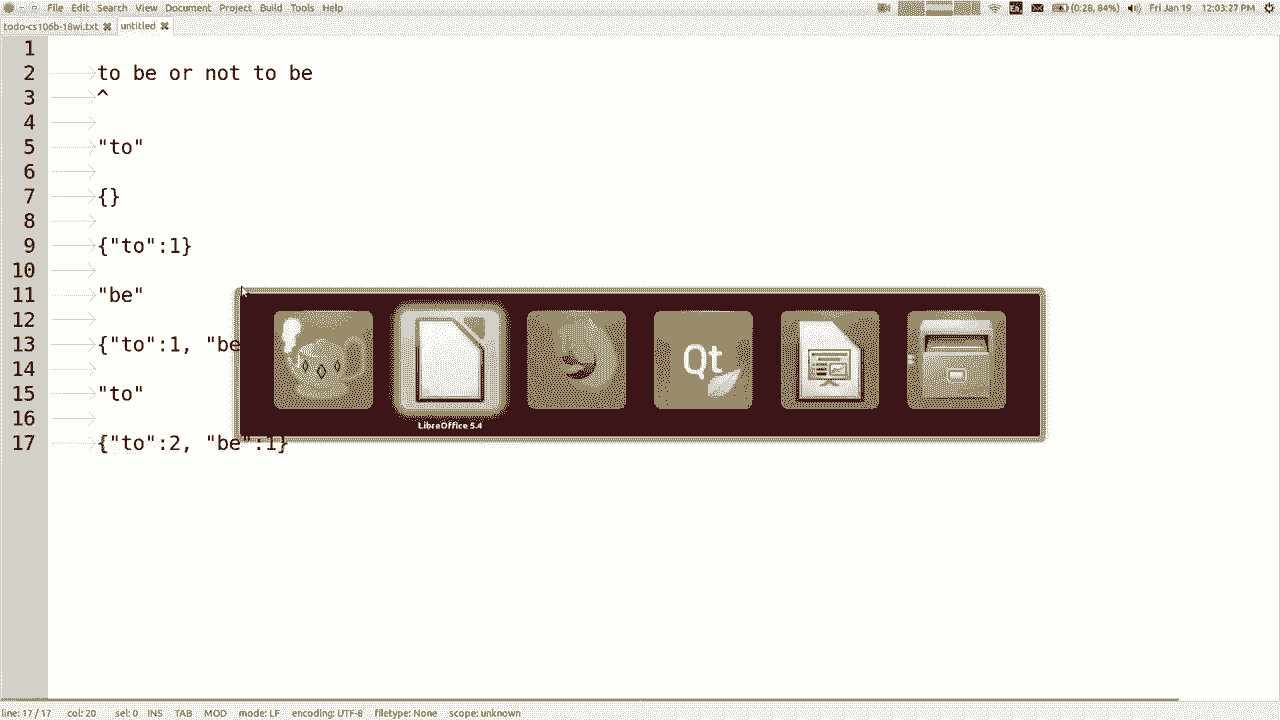 File Edit Search View Document Project Build Tools Help
En (0:28, 84%) Fri Jan 19 12:03:27 PM
todo-cs106b-18wi.txt untitled
1
2 to be or not to be
3 ^
4
5 "to"
6
7 {}
8
9 {"to":1}
10
11 "be"
12
13 {"to":1, "be
14
15 "to"
16
17 {"to":2, "be":1}
Qt
LibreOffice 5.4
line: 17 / 17 col: 20 sel: 0 INS TAB MOD mode: LF encoding: UTF-8 filetype: None scope: unknown